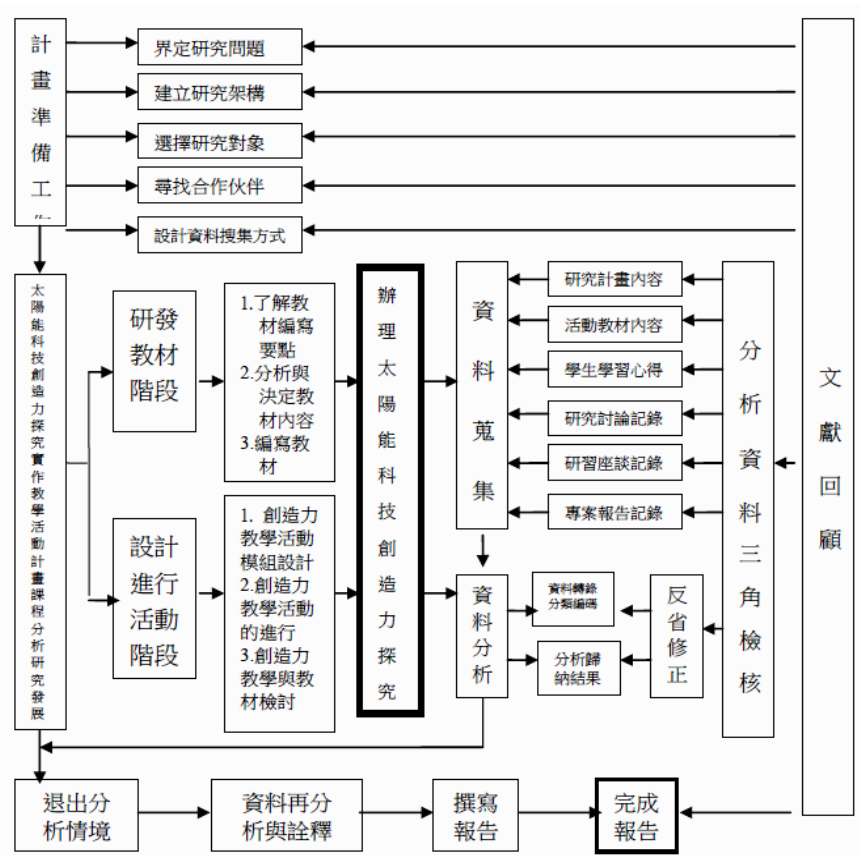 計畫準備工
界定研究問題
建立研究架構
選擇研究對象
尋找合作伙伴
設計資料搜集方式
文獻回顧
太陽能科技創造力探究實作教學活動計畫課程分析研究發展
研發
教材
階段
1.了解教
材編寫
要點
2.分析與
決定教
材內容
3.編寫教
材
設計
進行
活動
階段
1. 創造力
教學活動
模組設計
2.創造力
教學活動
的進行
3.創造力
教學與教
材檢討
辦理太陽能科技創造力探究
資料蒐集
研究計畫內容
活動教材內容
學生學習心得
研究討論記錄
研習座談記錄
專案報告記錄
分析資料三角檢核
資料分析
資料轉錄
分類編碼
分析歸
納結果
反省修正
退出分
析情境
資料再分
析與詮釋
撰寫
報告
完成
報告